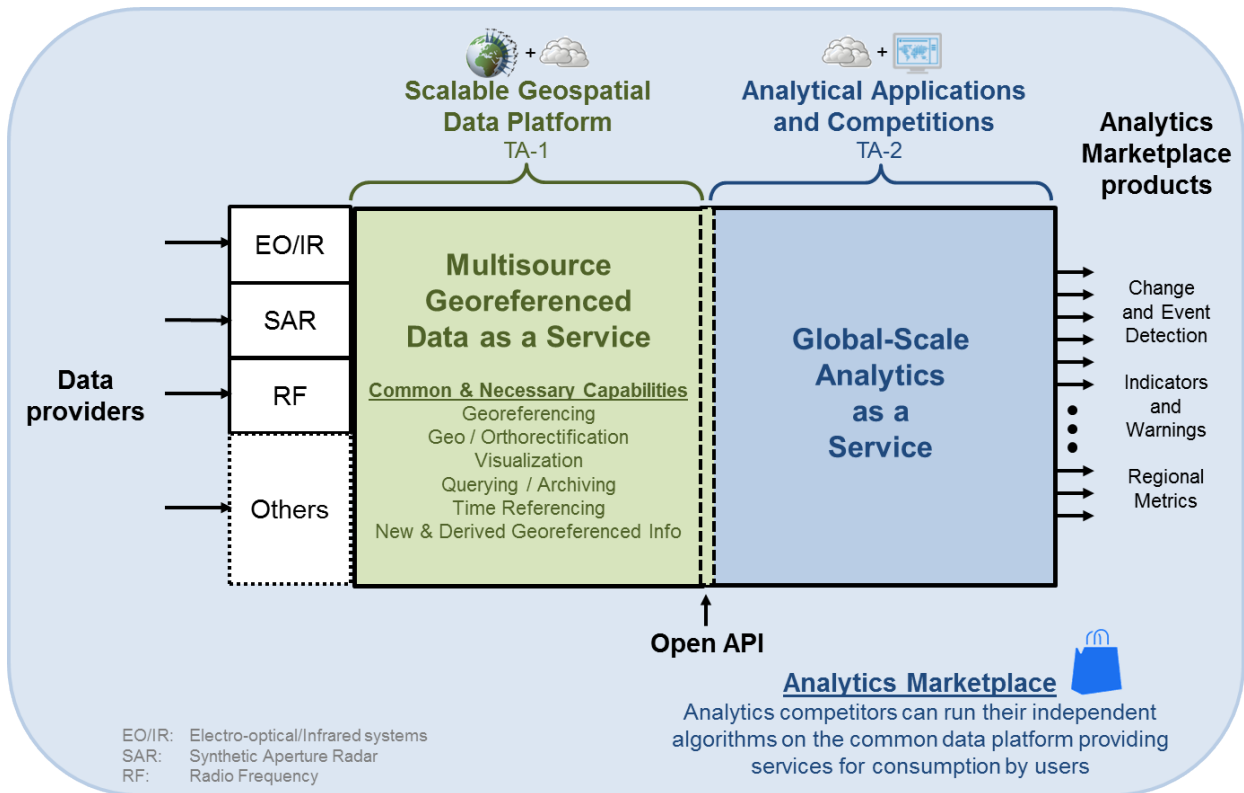 +
Scalable Geospatial
Data Platform
TA-1
+
Analytical Applications
and Competitions
TA-2
Analytics
Marketplace
products
Data
providers
EO/IR
SAR
RF
Others
Multisource
Georeferenced
Data as a Service
Common & Necessary Capabilities
Georeferencing
Geo / Orthorectification
Visualization
Querying / Archiving
Time Referencing
New & Derived Georeferenced Info
Global-Scale
Analytics
as a
Service
Change
and Event
Detection
Indicators
and
Warnings
Regional
Metrics
Open API
Analytics Marketplace
Analytics competitors can run their independent
algorithms on the common data platform providing
services for consumption by users
EO/IR: Electro-optical/Infrared systems
SAR: Synthetic Aperture Radar
RF: Radio Frequency